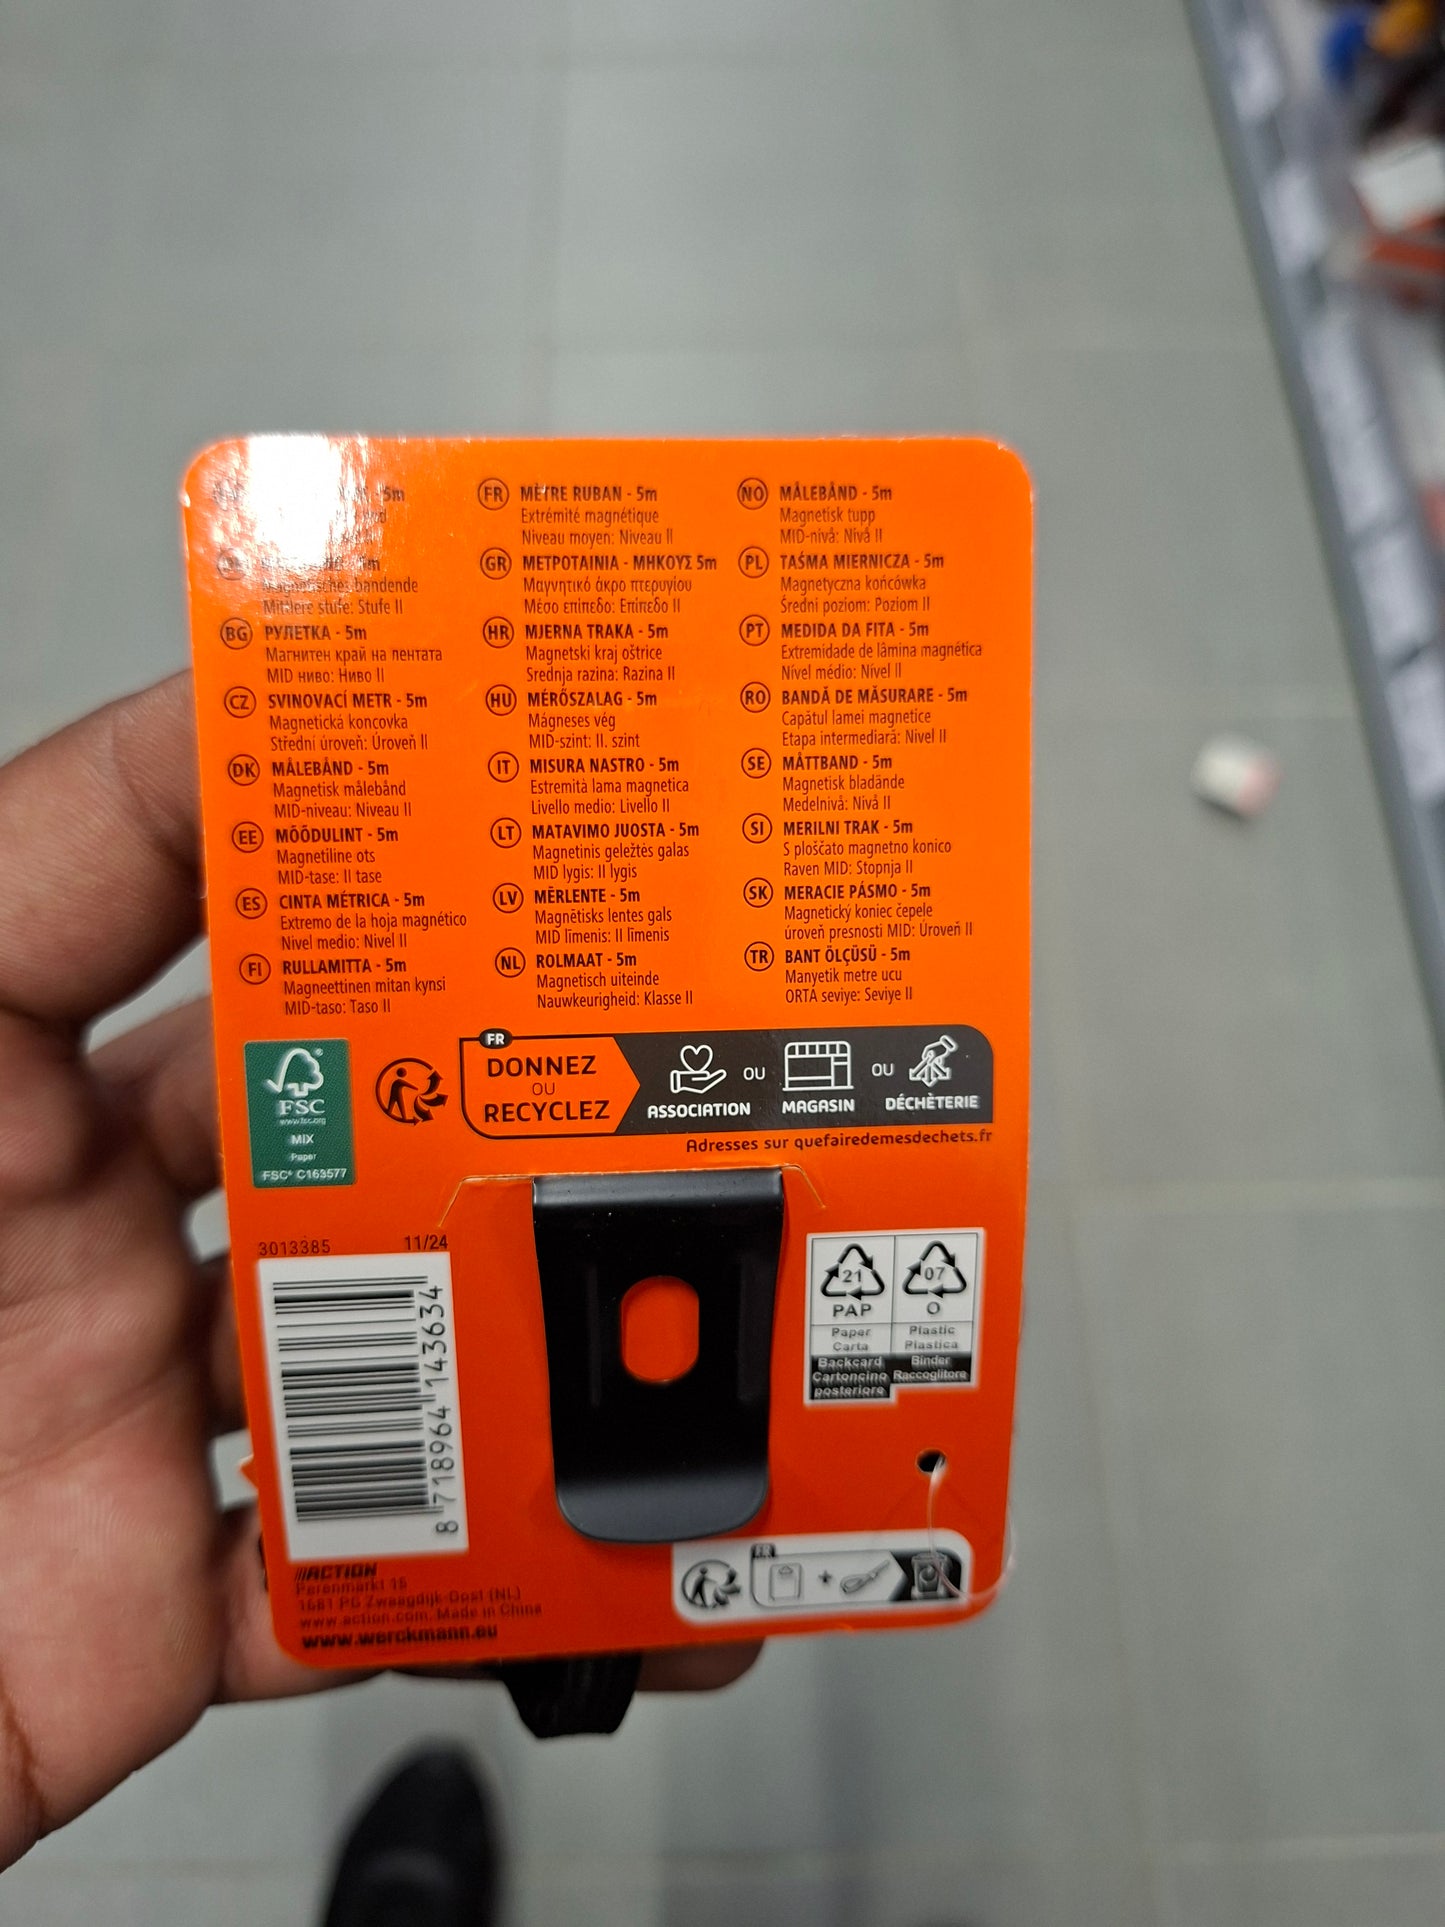 5m
5m
Magnetisches bandende
Mittlere stufe: Stufe II
BG РУЛЕТКА - 5m
Магнитен край на лентата
MID ниво: Ниво II
CZ SVINOVACÍ METR - 5m
Magnetická koncovka
Střední úroveň: Úroveň II
DK MÅLEBÅND - 5m
Magnetisk målebånd
MID-niveau: Niveau II
EE MÕÕDULINT - 5m
Magnetiline ots
MID-tase: II tase
ES CINTA MÉTRICA - 5m
Extremo de la hoja magnético
Nivel medio: Nivel II
FI RULLAMITTA - 5m
Magneettinen mitan kynsi
MID-taso: Taso II
FR MÈTRE RUBAN - 5m
Extrémité magnétique
Niveau moyen: Niveau II
GR ΜΕΤΡΟΤΑΙΝΙΑ - ΜΗΚΟΥΣ 5m
Μαγνητικό άκρο πτερυγίου
Μέσο επίπεδο: Επίπεδο II
HR MJERNA TRAKA - 5m
Magnetski kraj oštrice
Srednja razina: Razina II
HU MÉRŐSZALAG - 5m
Mágneses vég
MID-szint: II. szint
IT MISURA NASTRO - 5m
Estremità lama magnetica
Livello medio: Livello II
LT MATAVIMO JUOSTA - 5m
Magnetinis geležtės galas
MID lygis: II lygis
LV MĒRLENTE - 5m
Magnētisks lentes gals
MID līmenis: II līmenis
NL ROLMAAT - 5m
Magnetisch uiteinde
Nauwkeurigheid: Klasse II
NO MÅLEBÅND - 5m
Magnetisk tupp
MID-nivå: Nivå II
PL TAŚMA MIERNICZA - 5m
Magnetyczna końcówka
Średni poziom: Poziom II
PT MEDIDA DA FITA - 5m
Extremidade de lâmina magnética
Nível médio: Nível II
RO BANDĂ DE MĂSURARE - 5m
Capătul lamei magnetice
Etapa intermediară: Nivel II
SE MÅTTBAND - 5m
Magnetisk bladände
Medelnivå: Nivå II
SI MERILNI TRAK - 5m
S ploščato magnetno konico
Raven MID: Stopnja II
SK MERACIE PÁSMO - 5m
Magnetický koniec čepele
úroveň presnosti MID: Úroveň II
TR BANT ÖLÇÜSÜ - 5m
Manyetik metre ucu
ORTA seviye: Seviye II
FSC
www.fsc.org
MIX
Paper
FSC® C163577
FR
DONNEZ
OU
RECYCLEZ
ASSOCIATION
OU
MAGASIN
OU
DÉCHÈTERIE
Adresses sur quefairedemesdechets.fr
3013385 11/24
8 718964 143634
21
PAP
Paper
Carta
Backcard
Cartoncino
posteriore
07
O
Plastic
Plastica
Binder
Raccoglitore
FR
+
ACTION
Perenmarkt 15
1681 PG Zwaagdijk-Oost (NL)
www.action.com, Made in China
www.werckmann.eu